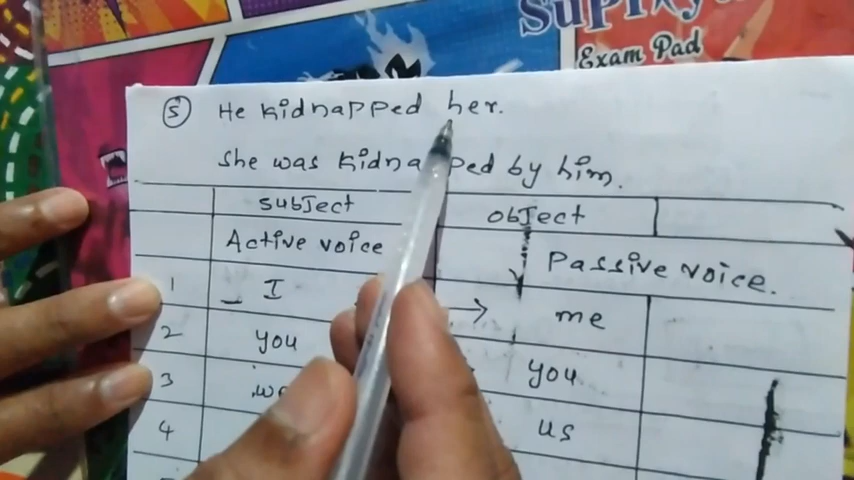 Exam Pad
5 He kidnapped her.
She was kidnapped by him.
subject object
Active voice Passive voice.
1 I → me
2 you you
3 we us
4